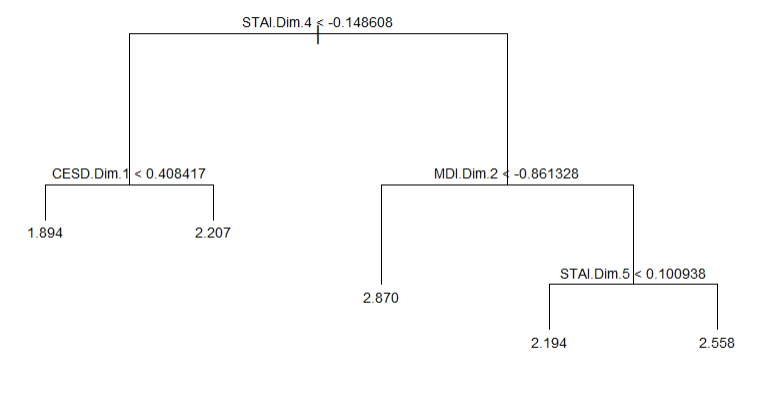 STAI.Dim.4 < -0.148608
CESD.Dim.1 < 0.408417
MDI.Dim.2 < -0.861328
1.894
2.207
STAI.Dim.5 < 0.100938
2.870
2.194
2.558